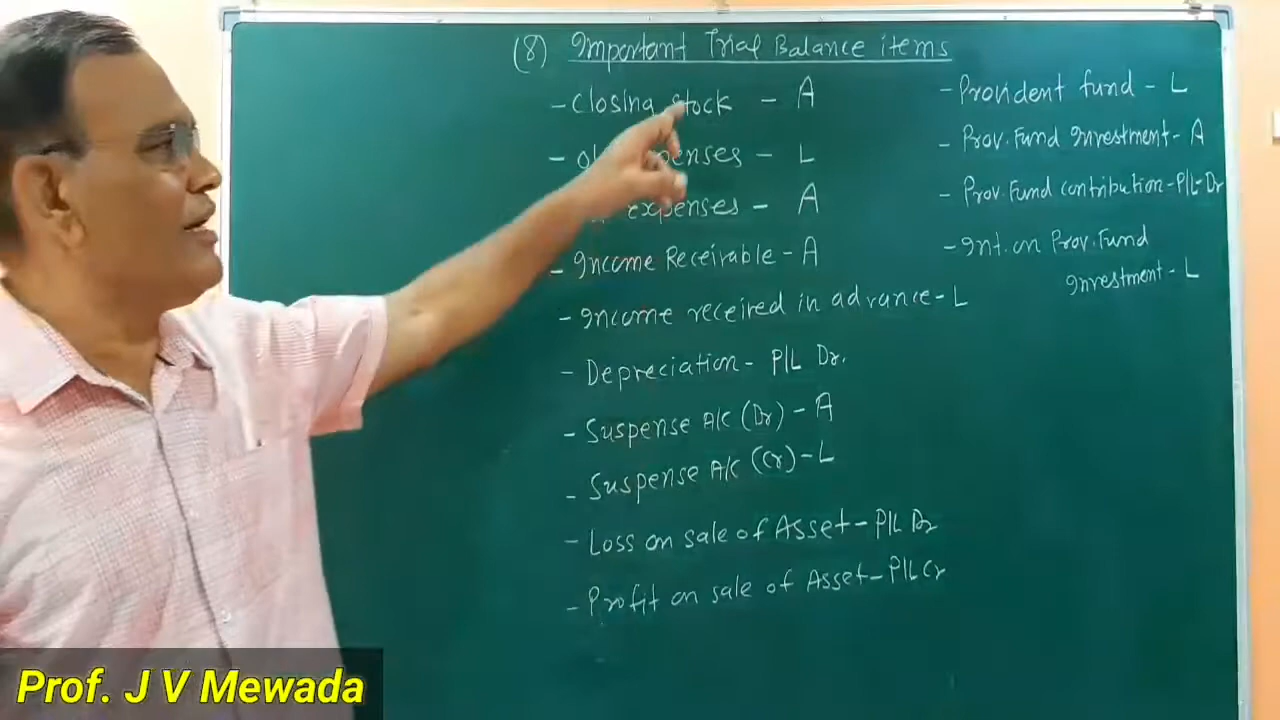 (8) Important Trial Balance items
- Closing stock - A
- expenses - L
expenses - A
- Income Receivable - A
- Income received in advance - L
- Depreciation - P/L Dr.
- Suspense A/c (Dr) - A
- Suspense A/c (Cr) - L
- Loss on sale of Asset - P/L Dr
- Profit on sale of Asset - P/L Cr
- Provident fund - L
- Prov. Fund Investment - A
- Prov. Fund contribution - P/L - Dr
- Int. on Prov. Fund
Investment - L
Prof. J V Mewada